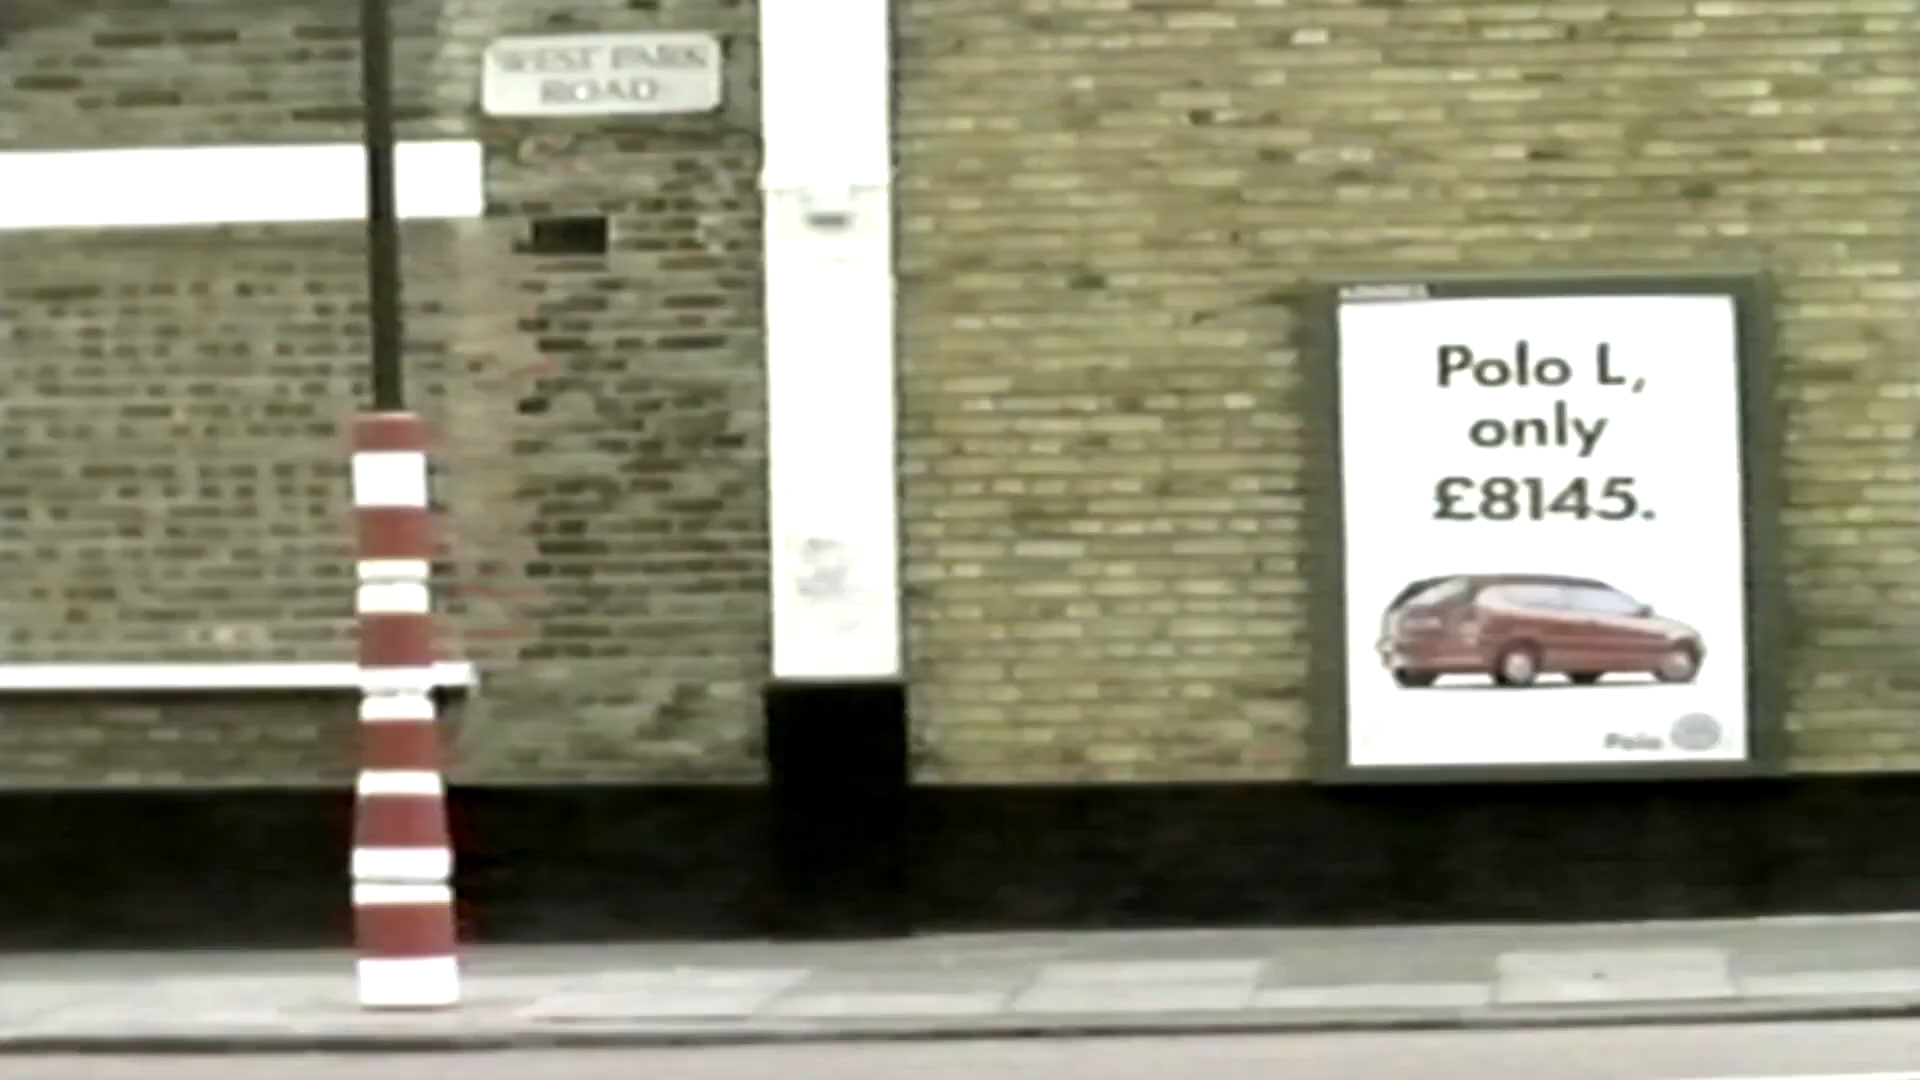 WEST PARK
ROAD
Polo L,
only
£8145.
Polo